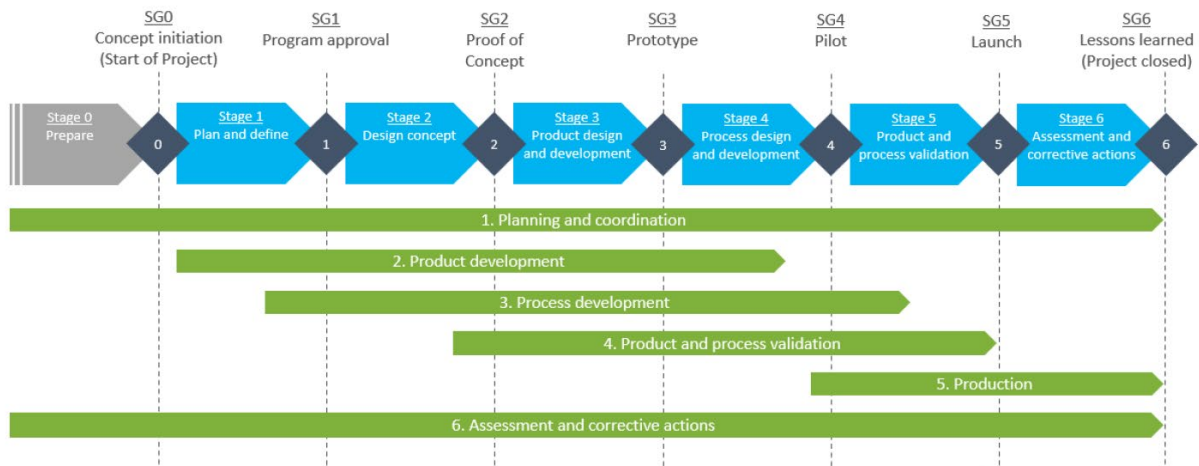 SG0
Concept initiation
(Start of Project)
SG1
Program approval
SG2
Proof of
Concept
SG3
Prototype
SG4
Pilot
SG5
Launch
SG6
Lessons learned
(Project closed)
Stage 0
Prepare
0
Stage 1
Plan and define
1
Stage 2
Design concept
2
Stage 3
Product design
and development
3
Stage 4
Process design
and development
4
Stage 5
Product and
process validation
5
Stage 6
Assessment and
corrective actions
6
1. Planning and coordination
2. Product development
3. Process development
4. Product and process validation
5. Production
6. Assessment and corrective actions